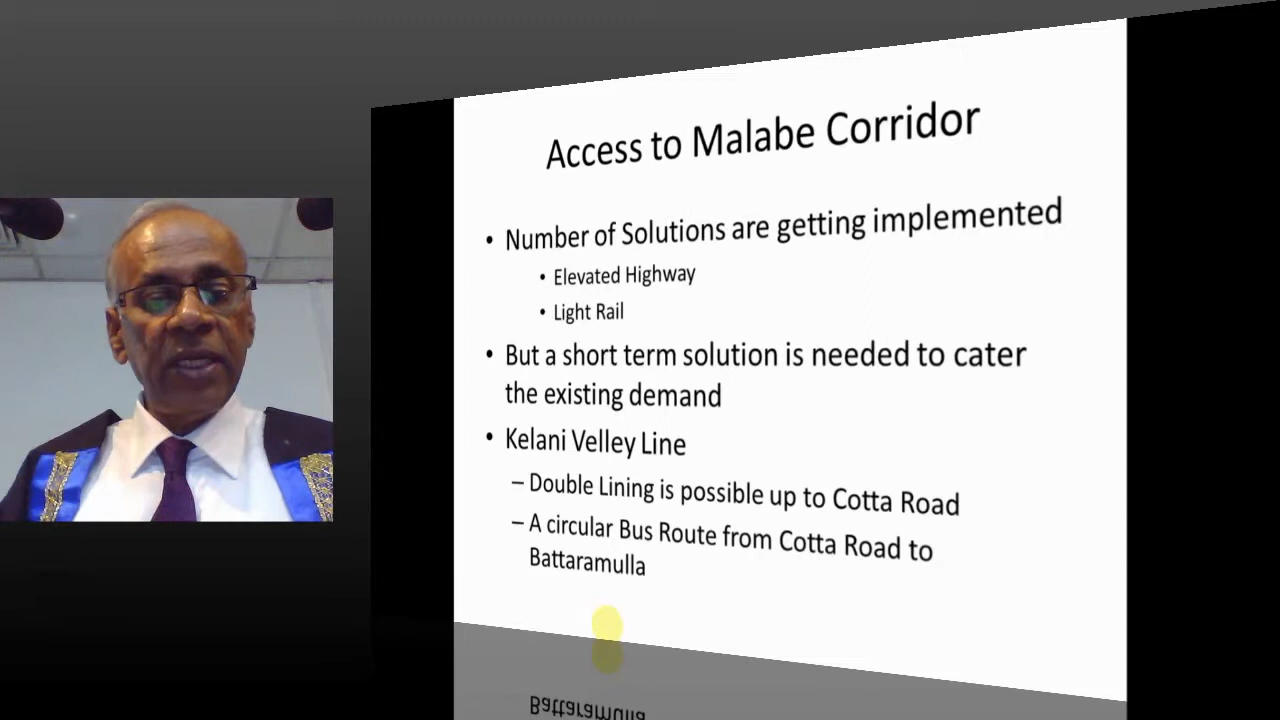 Access to Malabe Corridor
• Number of Solutions are getting implemented
• Elevated Highway
• Light Rail
• But a short term solution is needed to cater
the existing demand
• Kelani Velley Line
– Double Lining is possible up to Cotta Road
– A circular Bus Route from Cotta Road to
Battaramulla